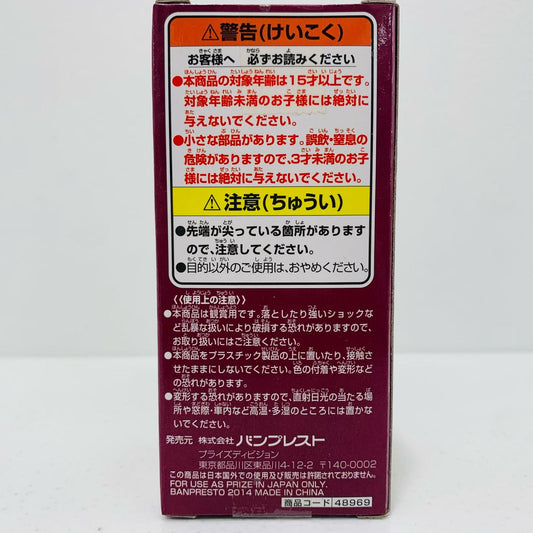 ⚠警告(けいこく)
お客様へ 必ずお読みください
●本商品の対象年齢は15才以上です。
対象年齢未満のお子様には絶対に
与えないでください。
●小さな部品があります。誤飲・窒息の
危険がありますので、3才未満のお子
様には絶対に与えないでください。
⚠注意(ちゅうい)
●先端が尖っている箇所があります
ので、注意してください。
●目的以外のご使用は、おやめください。
《使用上の注意》
●本商品は観賞用です。落としたり強いショックな
ど乱暴な扱いにより破損する恐れがありますので、
お取り扱いにはご注意ください。
●本商品をプラスチック製品の上に置いたり、接触さ
せたままにしないでください。色の付着や変形など
の恐れがあります。
●変形する恐れがありますので、直射日光の当たる場
所や窓際・車内など高温・多湿のところには置かな
いでください。
発売元 株式会社 バンプレスト
プライズディビジョン
東京都品川区東品川4-12-2 〒140-0002
この商品は日本国外での使用及び販売は許諾されておりません。
FOR USE AS PRIZE IN JAPAN ONLY.
BANPRESTO 2014 MADE IN CHINA
商品コード 48969